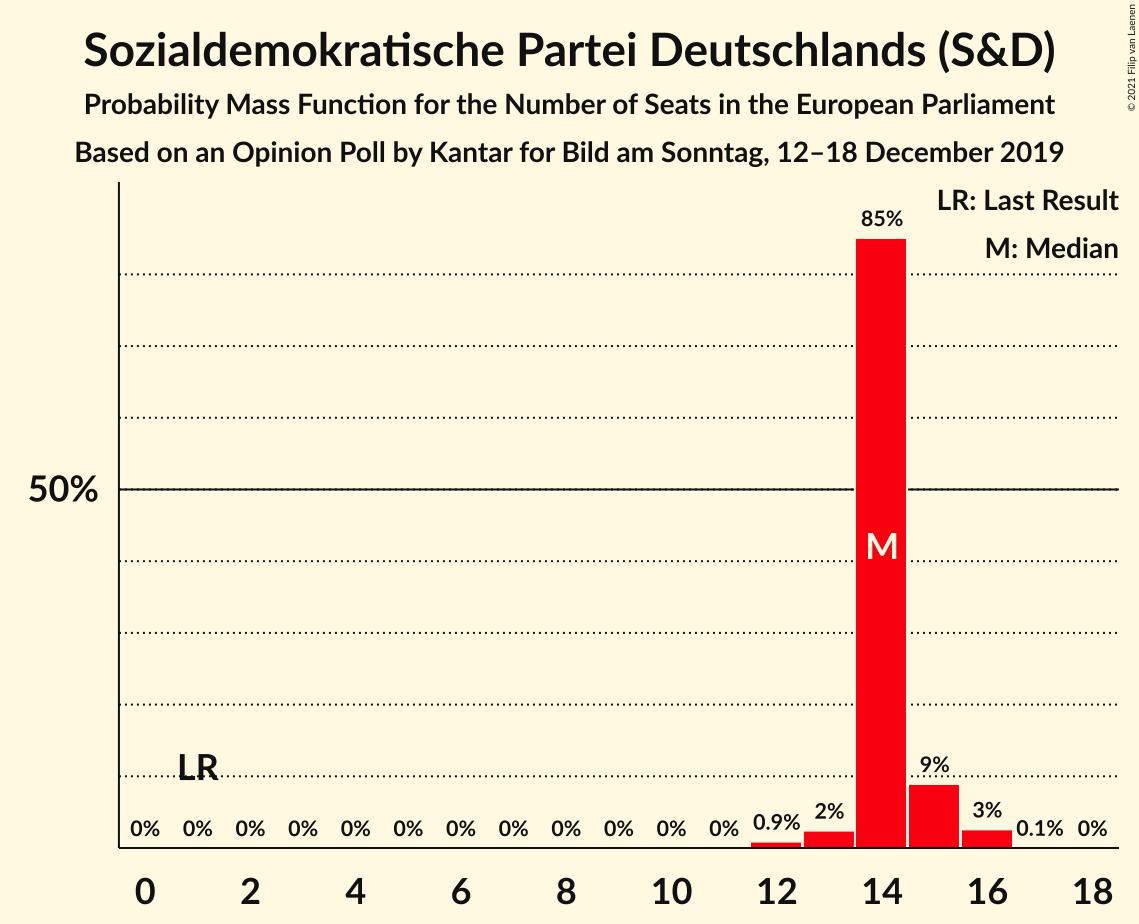 Sozialdemokratische Partei Deutschlands (S&D)
Probability Mass Function for the Number of Seats in the European Parliament
Based on an Opinion Poll by Kantar for Bild am Sonntag, 12–18 December 2019
© 2021 Filip van Laenen
LR: Last Result
M: Median
85%
50%
M
LR
0% 0% 0% 0% 0% 0% 0% 0% 0% 0% 0% 0% 0.9% 2% 9% 3% 0.1% 0%
0 2 4 6 8 10 12 14 16 18